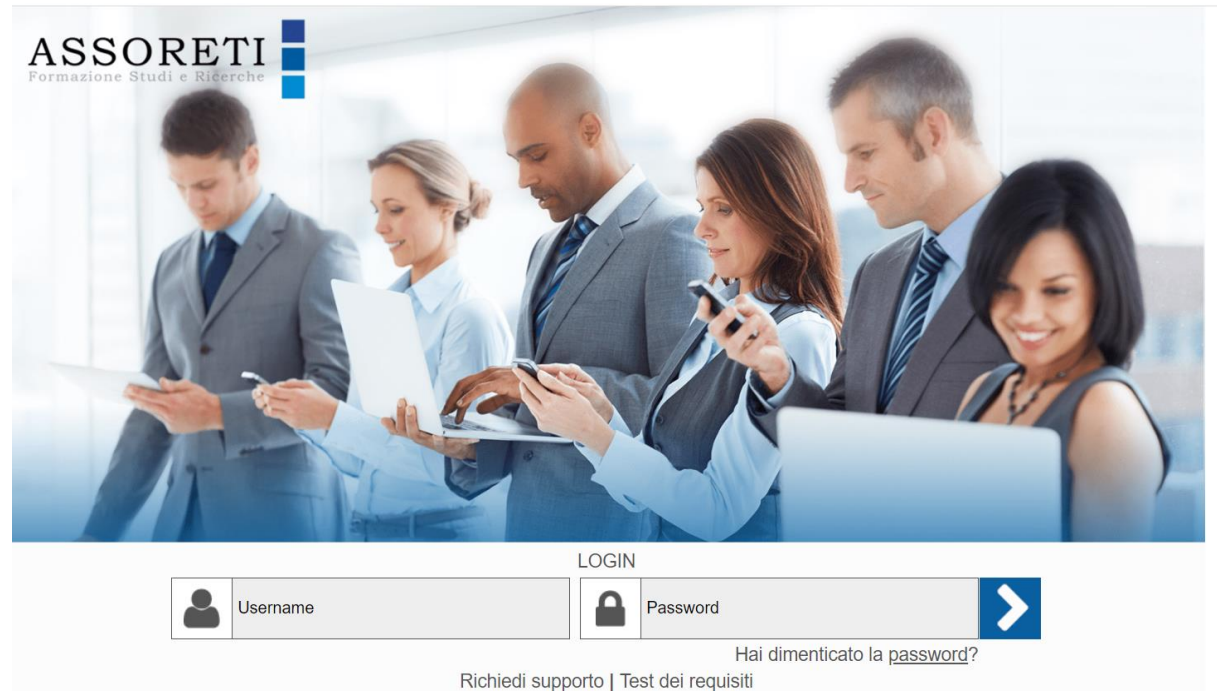 ASSORETI
Formazione Studi e Ricerche
LOGIN
Username
Password
Hai dimenticato la password?
Richiedi supporto | Test dei requisiti